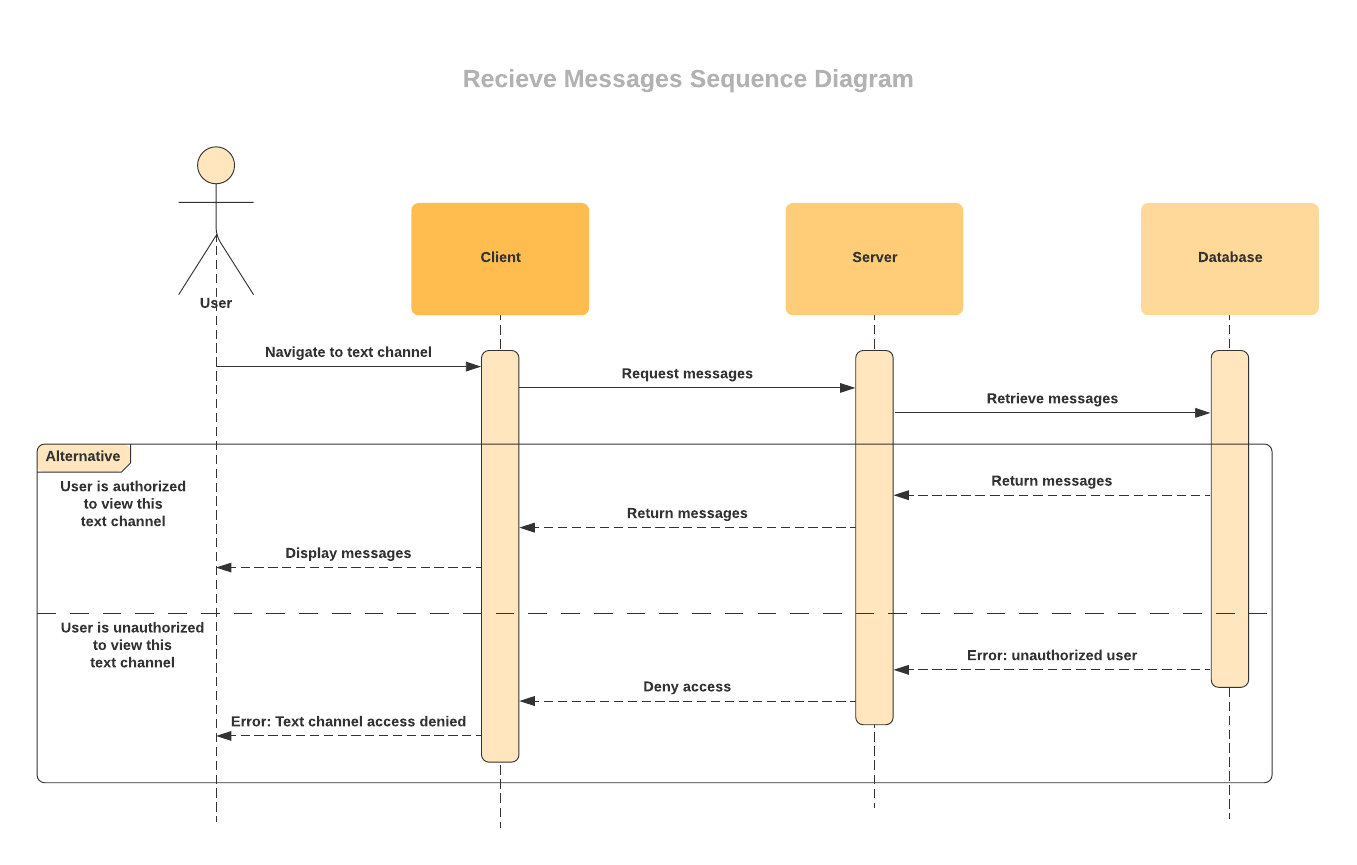 Recieve Messages Sequence Diagram
User
Client
Server
Database
Navigate to text channel
Request messages
Retrieve messages
Alternative
User is authorized
to view this
text channel
Return messages
Return messages
Display messages
User is unauthorized
to view this
text channel
Error: unauthorized user
Deny access
Error: Text channel access denied